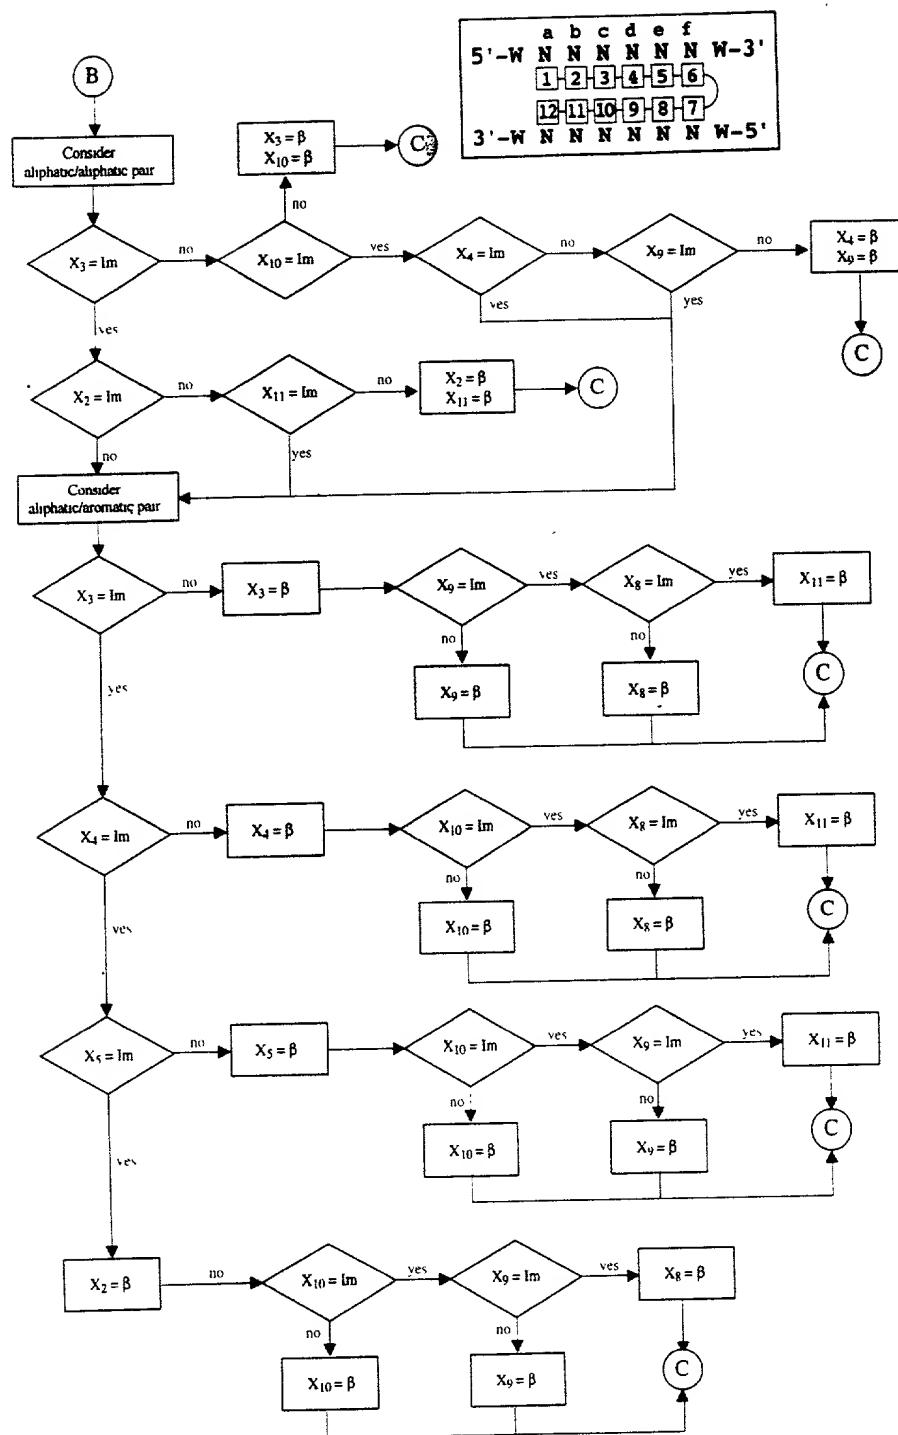 a b c d e f
5'-W N N N N N N W-3'
1 2 3 4 5 6
12 11 10 9 8 7
3'-W N N N N N N W-5'
B
Consider
aliphatic/aliphatic pair
X3 = β
X10 = β
C
no
X3 = Im
no
X10 = Im
yes
X4 = Im
no
X9 = Im
no
X4 = β
X9 = β
yes
yes
yes
C
X2 = Im
no
X11 = Im
no
X2 = β
X11 = β
C
no
yes
Consider
aliphatic/aromatic pair
X3 = Im
no
X3 = β
X9 = Im
yes
X8 = Im
yes
X11 = β
no
no
yes
X9 = β
X8 = β
C
X4 = Im
no
X4 = β
X10 = Im
yes
X8 = Im
yes
X11 = β
no
no
yes
X10 = β
X8 = β
C
X5 = Im
no
X5 = β
X10 = Im
yes
X9 = Im
yes
X11 = β
no
no
yes
X10 = β
X9 = β
C
X2 = β
no
X10 = Im
yes
X9 = Im
yes
X8 = β
no
no
X10 = β
X9 = β
C